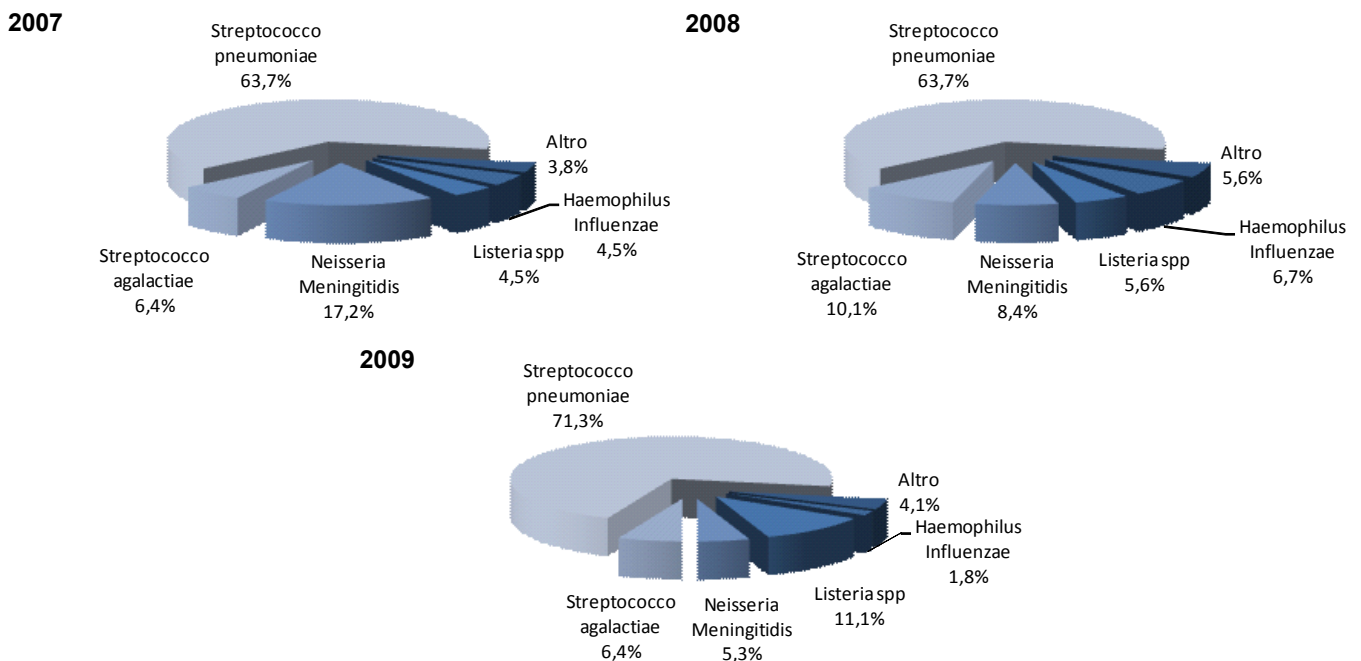 2007
Streptococco
pneumoniae
63,7%
Altro
3,8%
Haemophilus
Influenzae
4,5%
Listeria spp
4,5%
Neisseria
Meningitidis
17,2%
Streptococco
agalactiae
6,4%
2008
Streptococco
pneumoniae
63,7%
Altro
5,6%
Haemophilus
Influenzae
6,7%
Listeria spp
5,6%
Neisseria
Meningitidis
8,4%
Streptococco
agalactiae
10,1%
2009
Streptococco
pneumoniae
71,3%
Altro
4,1%
Haemophilus
Influenzae
1,8%
Listeria spp
11,1%
Neisseria
Meningitidis
5,3%
Streptococco
agalactiae
6,4%